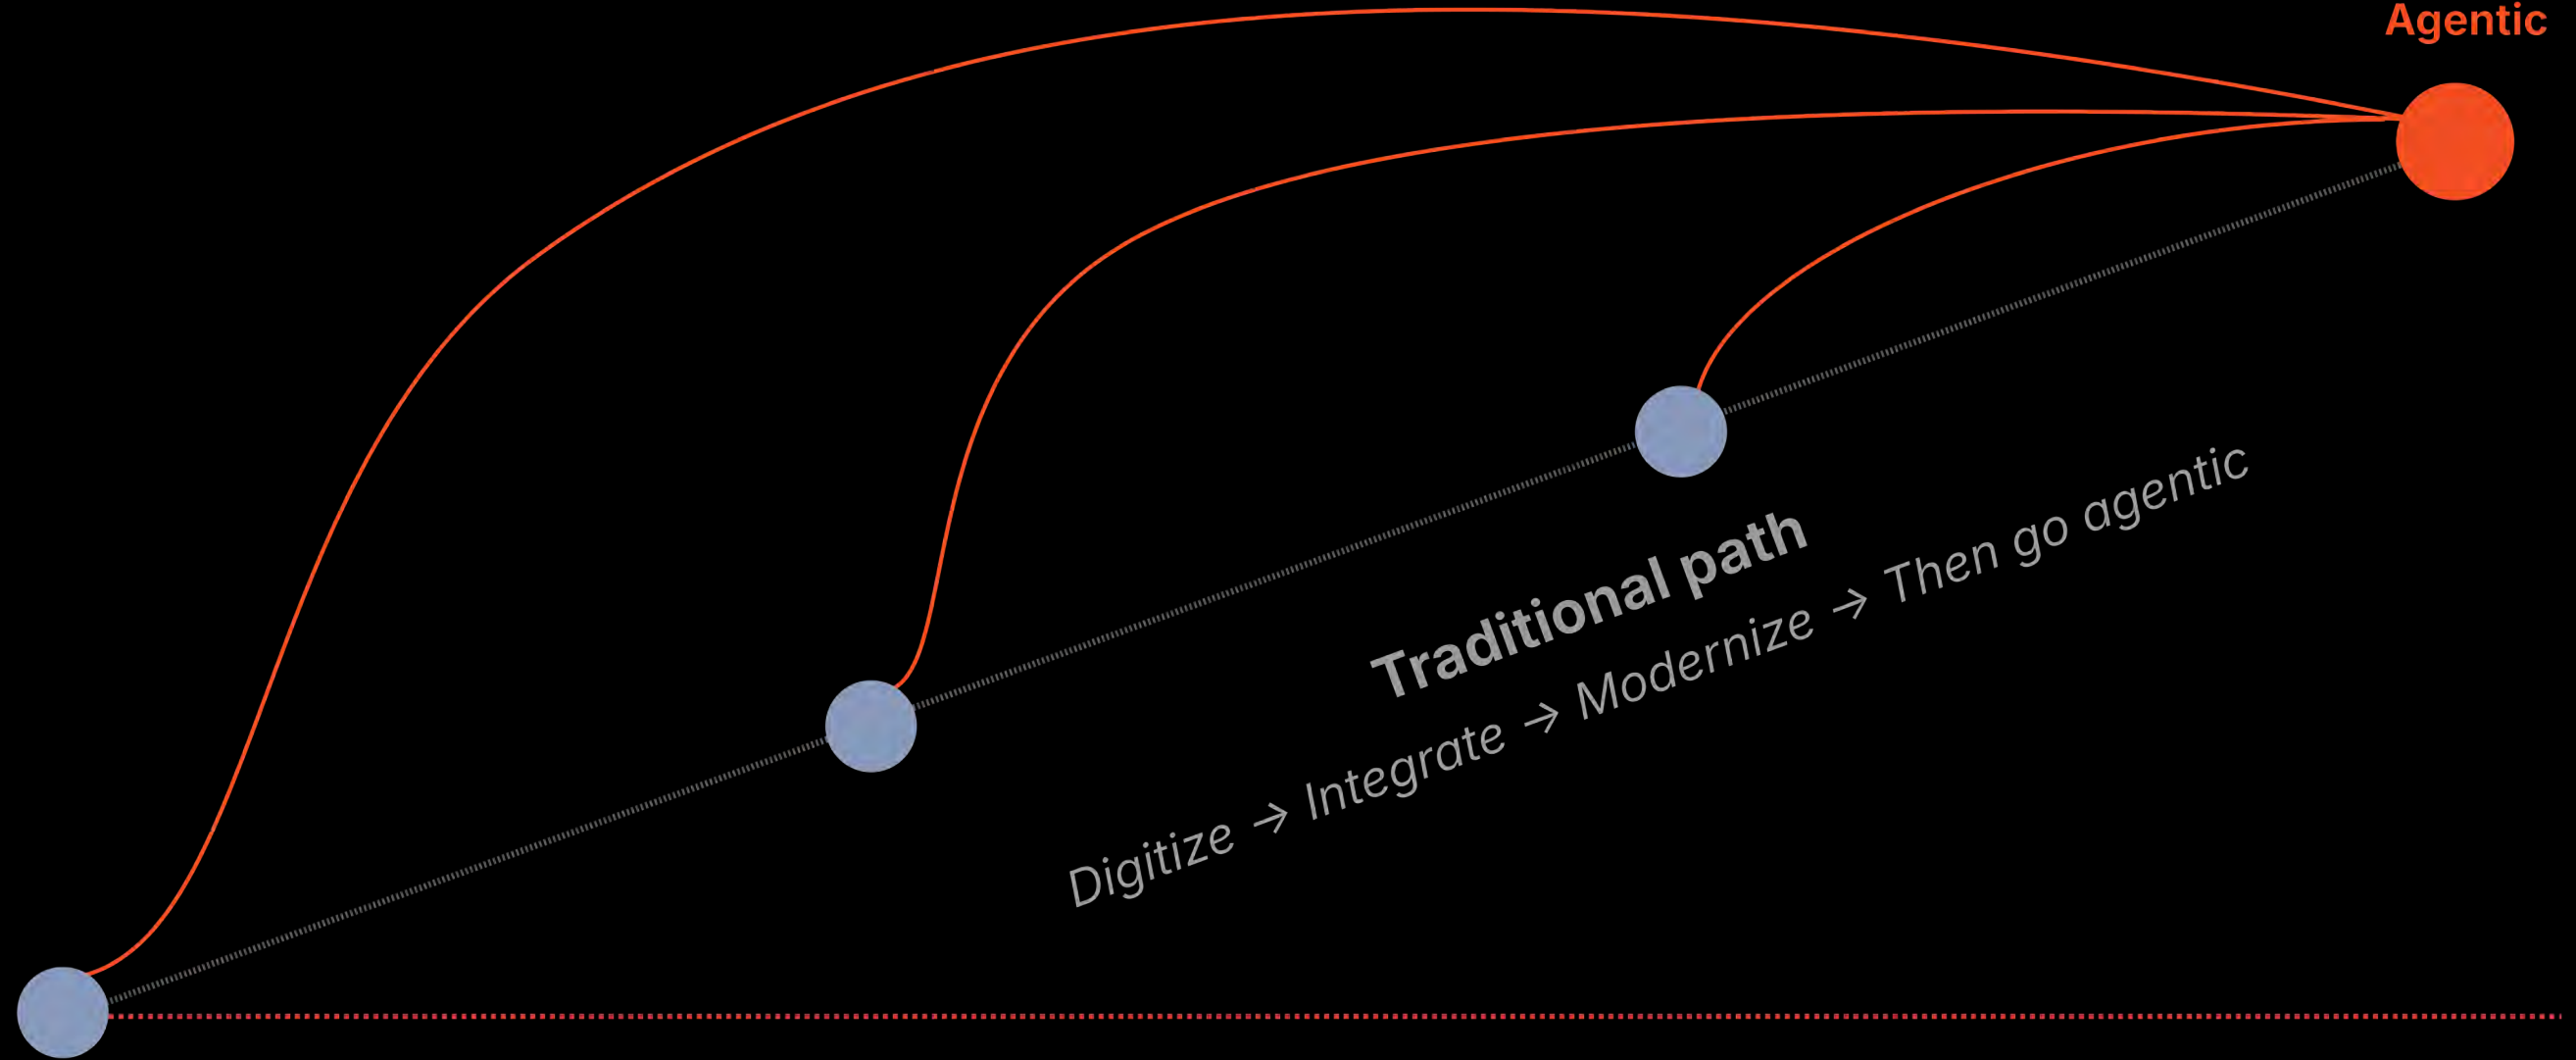 Agentic
Traditional path
Digitize → Integrate → Modernize → Then go agentic